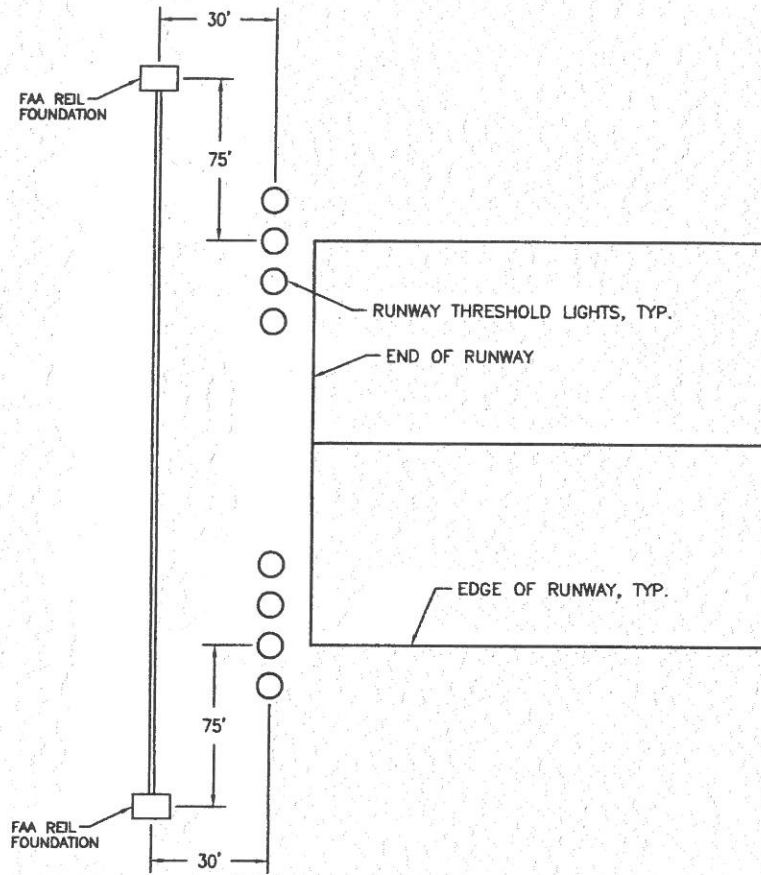 30'
FAA REIL
FOUNDATION
75'
RUNWAY THRESHOLD LIGHTS, TYP.
END OF RUNWAY
EDGE OF RUNWAY, TYP.
75'
FAA REIL
FOUNDATION
30'